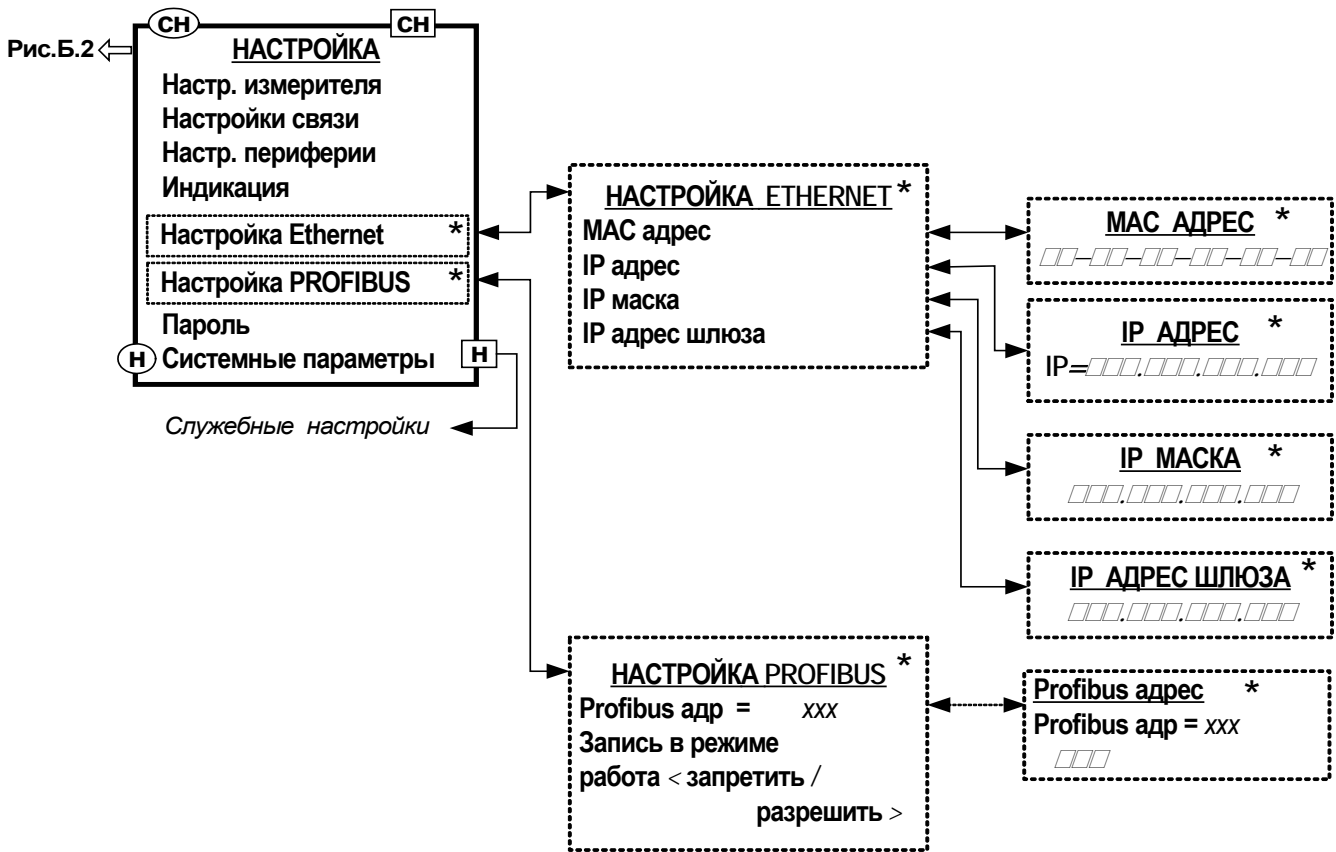 СН
СН
Рис.Б.2
НАСТРОЙКА
Настр. измерителя
Настройки связи
Настр. периферии
Индикация
Настройка Ethernet *
Настройка PROFIBUS *
Пароль
Н Системные параметры Н
Служебные настройки
НАСТРОЙКА ETHERNET *
MAC адрес
IP адрес
IP маска
IP адрес шлюза
MAC АДРЕС *
□□–□□–□□–□□–□□–□□
IP АДРЕС *
IP=□□□.□□□.□□□.□□□
IP МАСКА *
□□□.□□□.□□□.□□□
IP АДРЕС ШЛЮЗА *
□□□.□□□.□□□.□□□
НАСТРОЙКА PROFIBUS *
Profibus адр = xxx
Запись в режиме
работа < запретить /
разрешить >
Profibus адрес *
Profibus адр = xxx
□□□